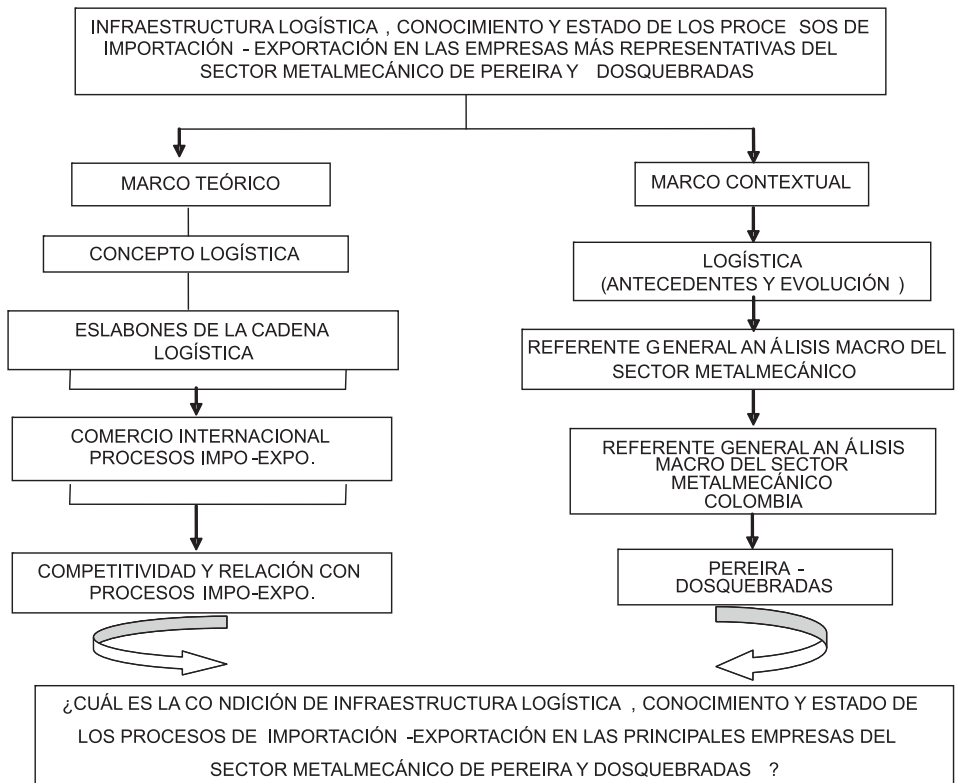 INFRAESTRUCTURA LOGÍSTICA , CONOCIMIENTO Y ESTADO DE LOS PROCE SOS DE
IMPORTACIÓN - EXPORTACIÓN EN LAS EMPRESAS MÁS REPRESENTATIVAS DEL
SECTOR METALMECÁNICO DE PEREIRA Y DOSQUEBRADAS
MARCO TEÓRICO
CONCEPTO LOGÍSTICA
ESLABONES DE LA CADENA
LOGÍSTICA
COMERCIO INTERNACIONAL
PROCESOS IMPO -EXPO.
COMPETITIVIDAD Y RELACIÓN CON
PROCESOS IMPO-EXPO.
MARCO CONTEXTUAL
LOGÍSTICA
(ANTECEDENTES Y EVOLUCIÓN )
REFERENTE GENERAL AN ÁLISIS MACRO DEL
SECTOR METALMECÁNICO
REFERENTE GENERAL AN ÁLISIS
MACRO DEL SECTOR
METALMECÁNICO
COLOMBIA
PEREIRA -
DOSQUEBRADAS
¿CUÁL ES LA CO NDICIÓN DE INFRAESTRUCTURA LOGÍSTICA , CONOCIMIENTO Y ESTADO DE
LOS PROCESOS DE IMPORTACIÓN -EXPORTACIÓN EN LAS PRINCIPALES EMPRESAS DEL
SECTOR METALMECÁNICO DE PEREIRA Y DOSQUEBRADAS ?